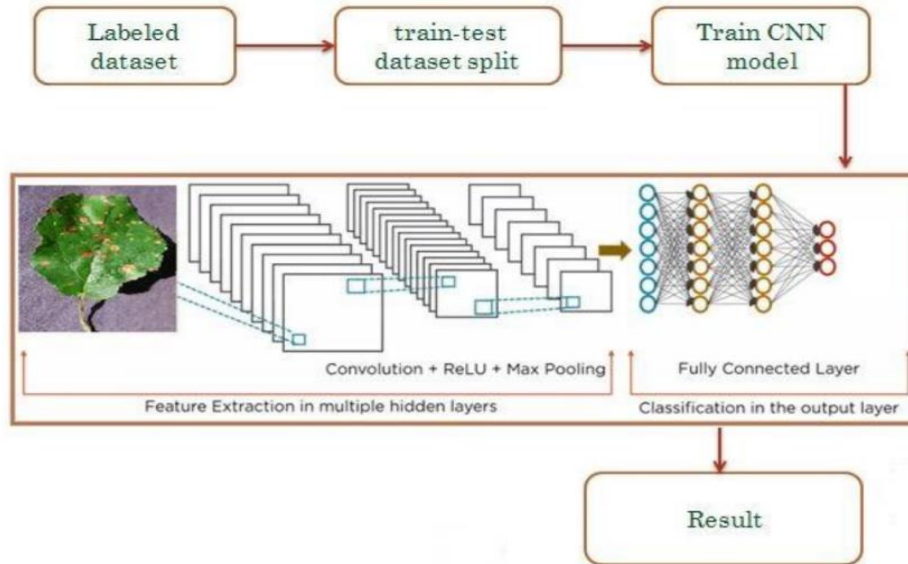 Labeled
dataset
train-test
dataset split
Train CNN
model
Convolution + ReLU + Max Pooling
Fully Connected Layer
Feature Extraction in multiple hidden layers
Classification in the output layer
Result